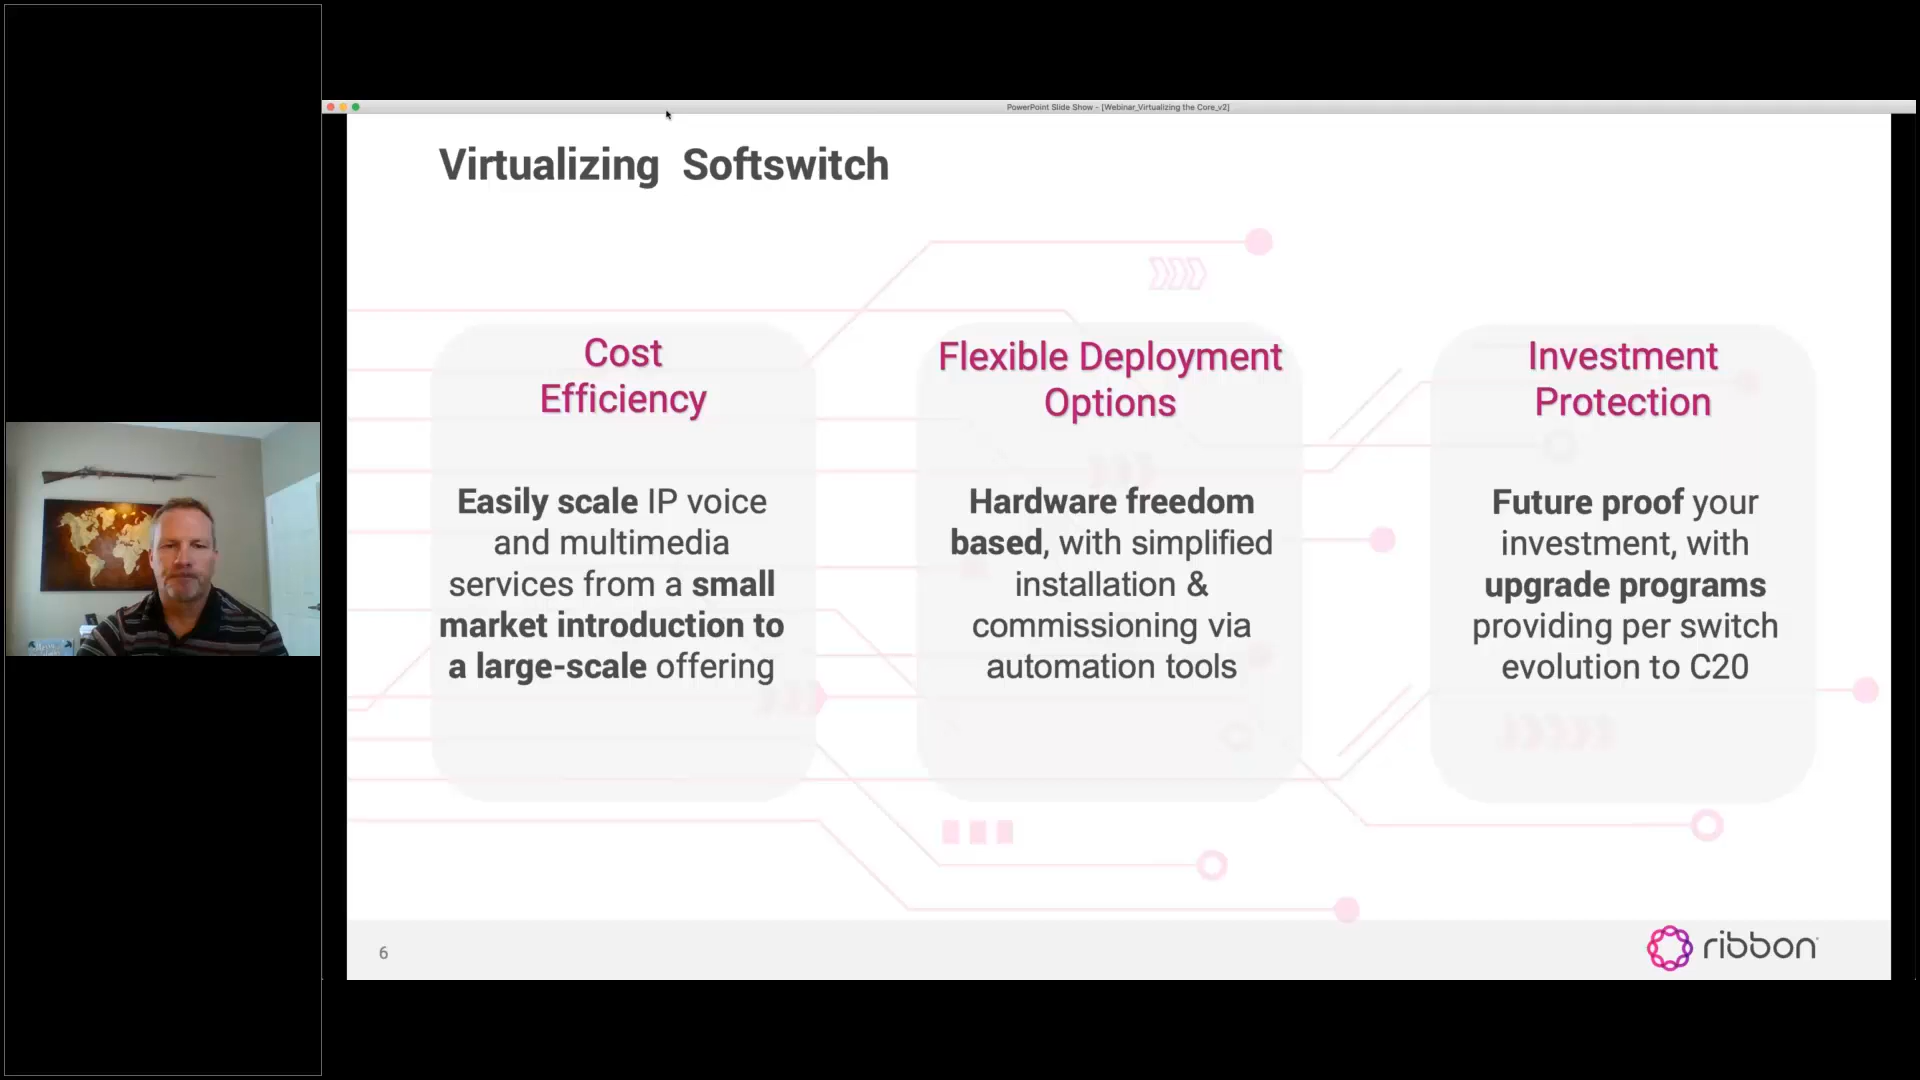 PowerPoint Slide Show - [Webinar_Virtualizing the Core_v2]
Virtualizing  Softswitch
Cost
Efficiency
Easily scale IP voice
and multimedia
services from a small
market introduction to
a large-scale offering
Flexible Deployment
Options
Hardware freedom
based, with simplified
installation &
commissioning via
automation tools
Investment
Protection
Future proof your
investment, with
upgrade programs
providing per switch
evolution to C20
6
ribbon